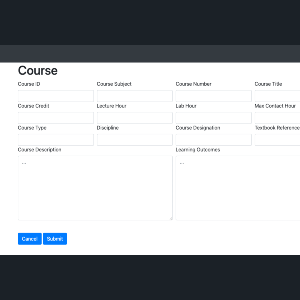 Course
Course ID Course Subject Course Number Course Title
Course Credit Lecture Hour Lab Hour Max Contact Hour
Course Type Discipline Course Designation Textbook Reference
Course Description Learning Outcomes
... ...
Cancel Submit